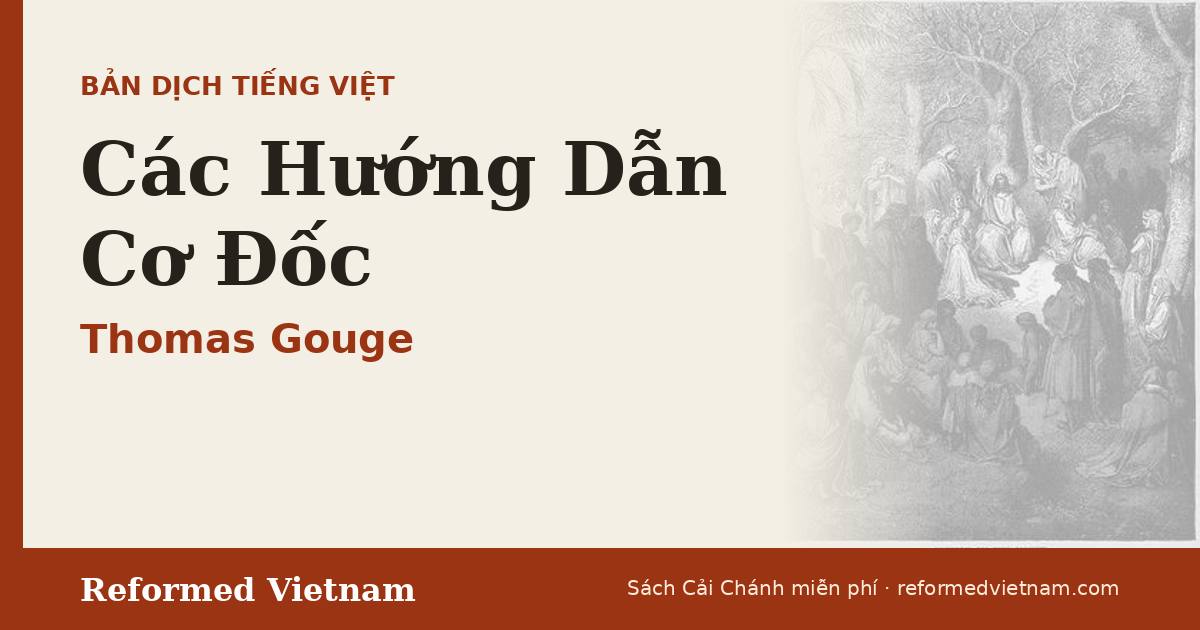 BẢN DỊCH TIẾNG VIỆT
Các Hướng Dẫn
Cơ Đốc
Thomas Gouge
Reformed Vietnam
Sách Cải Chánh miễn phí · reformedvietnam.com